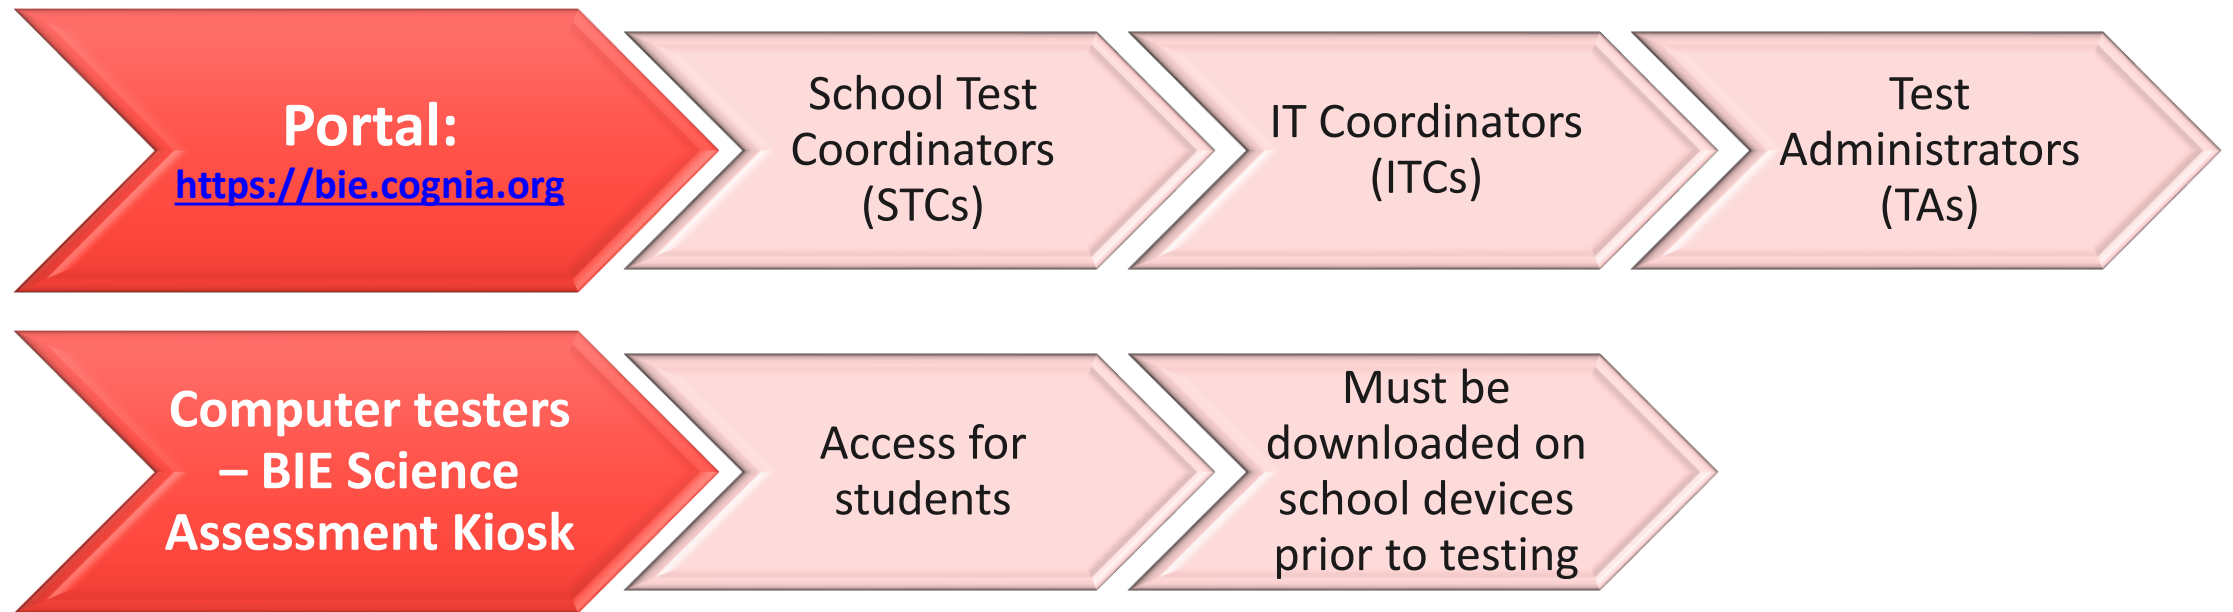 Portal:
https://bie.cognia.org
School Test
Coordinators
(STCs)
IT Coordinators
(ITCs)
Test
Administrators
(TAs)
Computer testers
– BIE Science
Assessment Kiosk
Access for
students
Must be
downloaded on
school devices
prior to testing